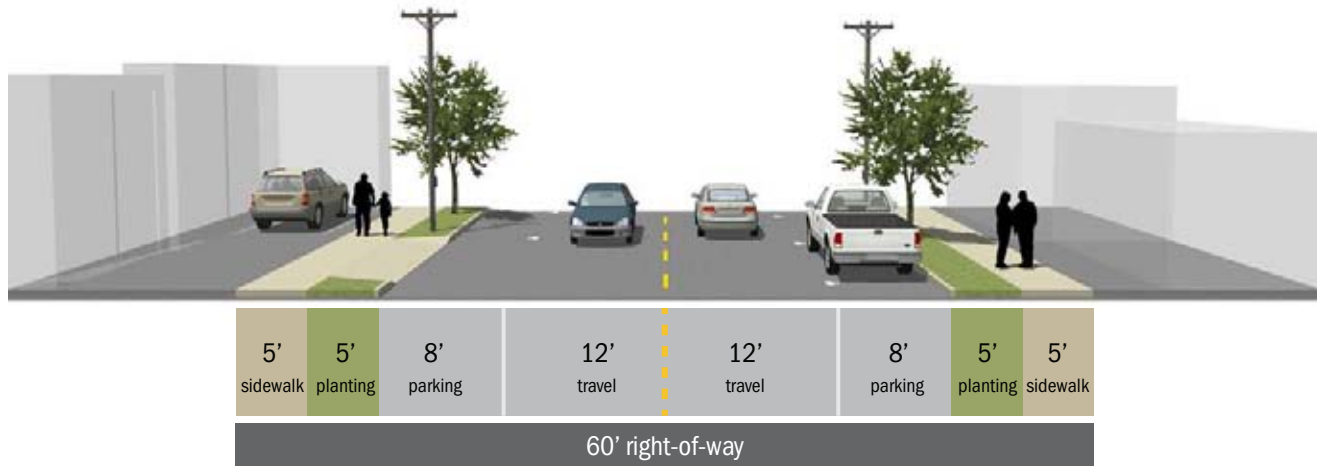 5’ 5’ 8’ 12’ 12’ 8’ 5’ 5’
sidewalk planting parking travel travel parking planting sidewalk
60’ right-of-way